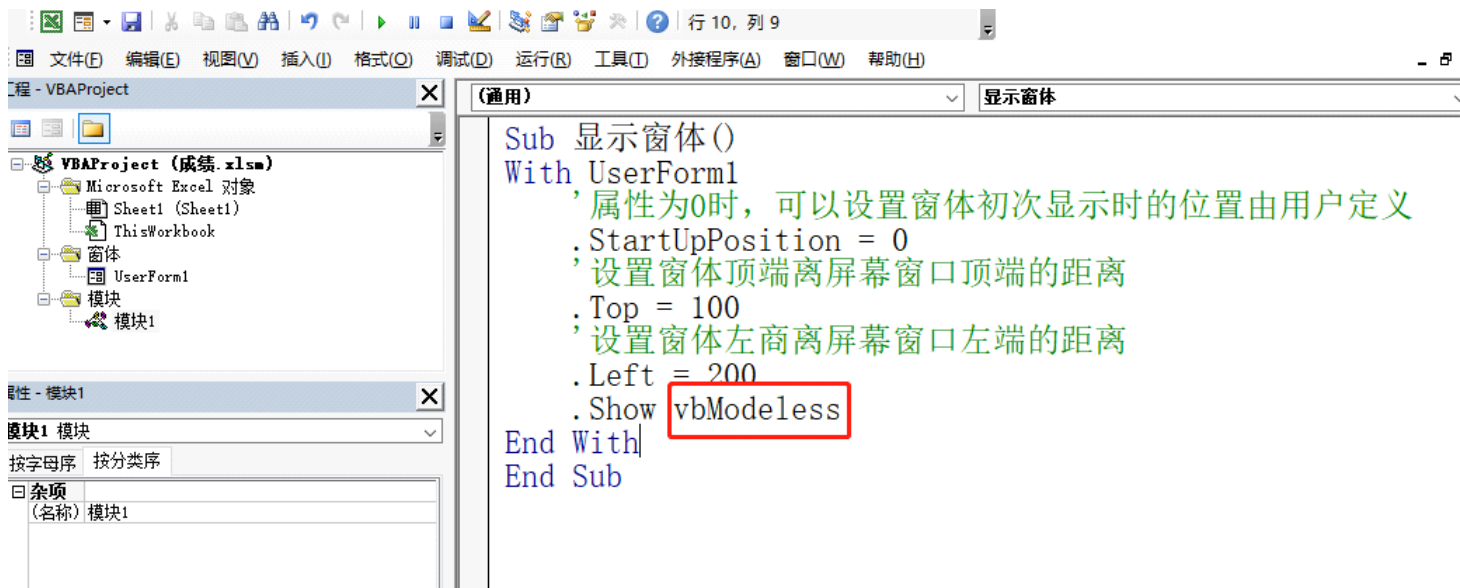 行 10，列 9
文件(F) 编辑(E) 视图(V) 插入(I) 格式(O) 调试(D) 运行(R) 工具(T) 外接程序(A) 窗口(W) 帮助(H)
程 - VBAProject
VBAProject (成绩.xlsm)
Microsoft Excel 对象
Sheet1 (Sheet1)
ThisWorkbook
窗体
UserForm1
模块
模块1
属性 - 模块1
模块1 模块
按字母序 按分类序
杂项
(名称) 模块1
(通用) 显示窗体
Sub 显示窗体()
With UserForm1
'属性为0时，可以设置窗体初次显示时的位置由用户定义
.StartUpPosition = 0
'设置窗体顶端离屏幕窗口顶端的距离
.Top = 100
'设置窗体左商离屏幕窗口左端的距离
.Left = 200
.Show vbModeless
End With
End Sub